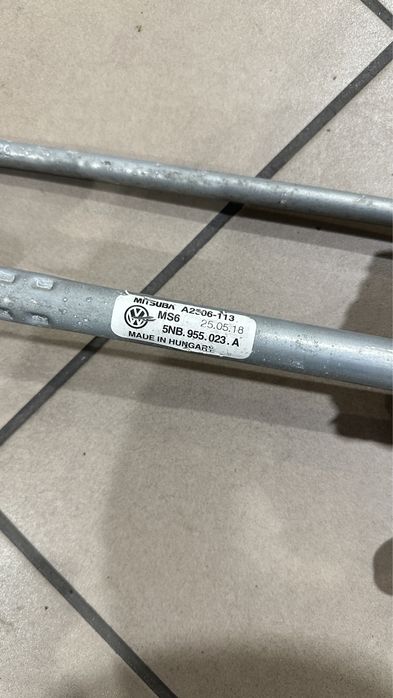 MITSUBA A2506-113
MS6 25.05.18
5NB.955.023.A
MADE IN HUNGARY